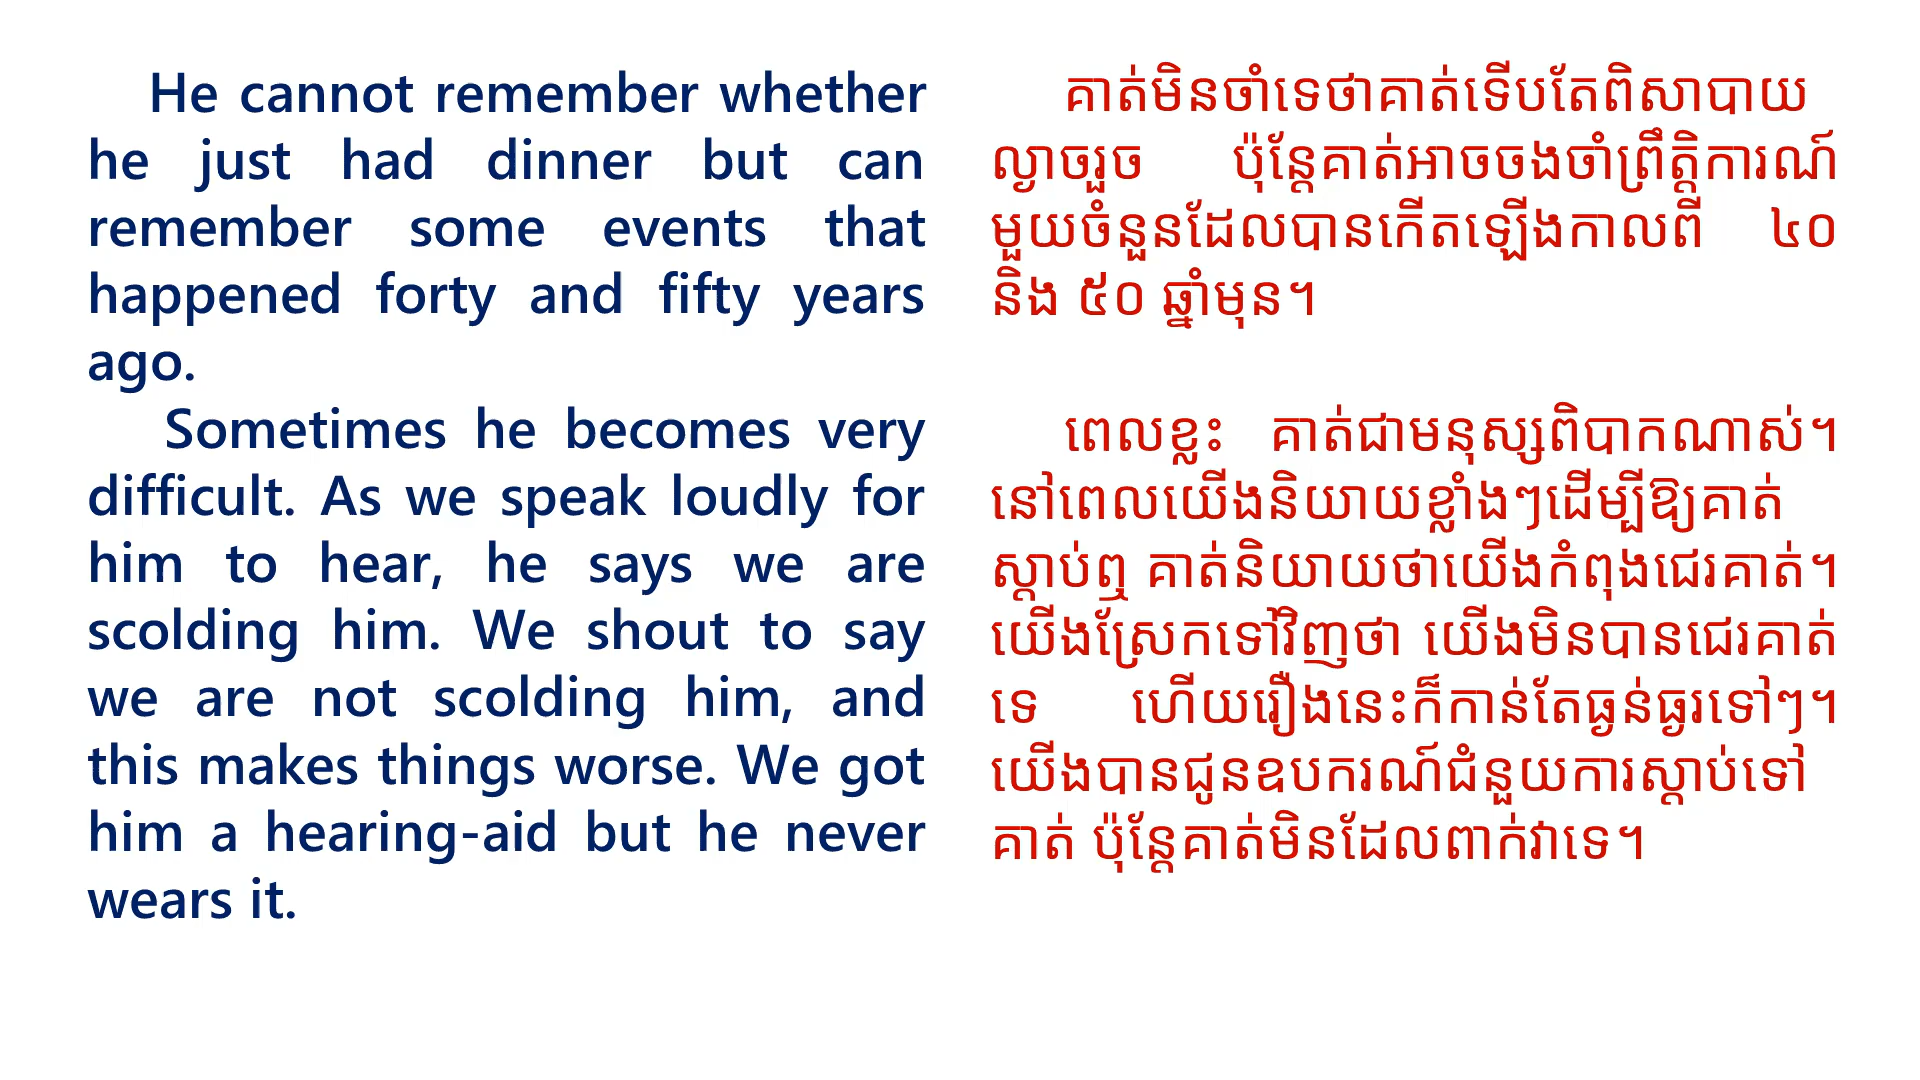 He cannot remember whether
he just had dinner but can
remember some events that
happened forty and fifty years
ago.
Sometimes he becomes very
difficult. As we speak loudly for
him to hear, he says we are
scolding him. We shout to say
we are not scolding him, and
this makes things worse. We got
him a hearing-aid but he never
wears it.
គាត់មិនចាំទេថាគាត់ទើបតែពិសាបាយ
ល្ងាចរួច ប៉ុន្តែគាត់អាចចងចាំព្រឹត្តិការណ៍
មួយចំនួនដែលបានកើតឡើងកាលពី ៤០
និង ៥០ ឆ្នាំមុន។
ពេលខ្លះ គាត់ជាមនុស្សពិបាកណាស់។
នៅពេលយើងនិយាយខ្លាំងៗដើម្បីឱ្យគាត់
ស្តាប់ឮ គាត់និយាយថាយើងកំពុងជេរគាត់។
យើងស្រែកទៅវិញថា យើងមិនបានជេរគាត់
ទេ ហើយរឿងនេះក៏កាន់តែធ្ងន់ធ្ងរទៅៗ។
យើងបានជូនឧបករណ៍ជំនួយការស្តាប់ទៅ
គាត់ ប៉ុន្តែគាត់មិនដែលពាក់វាទេ។